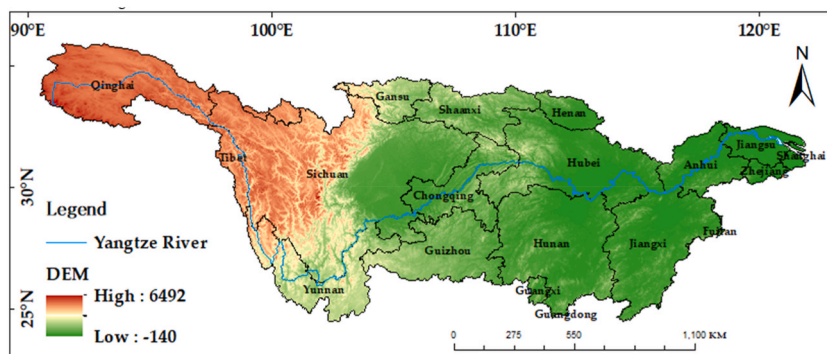 90°E 100°E 110°E 120°E
N
Qinghai
Gansu
Shaanxi
Henan
Jiangsu
Shanghai
Tibet
Sichuan
Hubei
Anhui
Zhejiang
30°N
Chongqing
Legend
Yangtze River
Guizhou
Hunan
Jiangxi
Fujian
DEM
High : 6492
Yunnan
Guangxi
Guangdong
25°N
Low : -140
0 275 550 1,100 KM